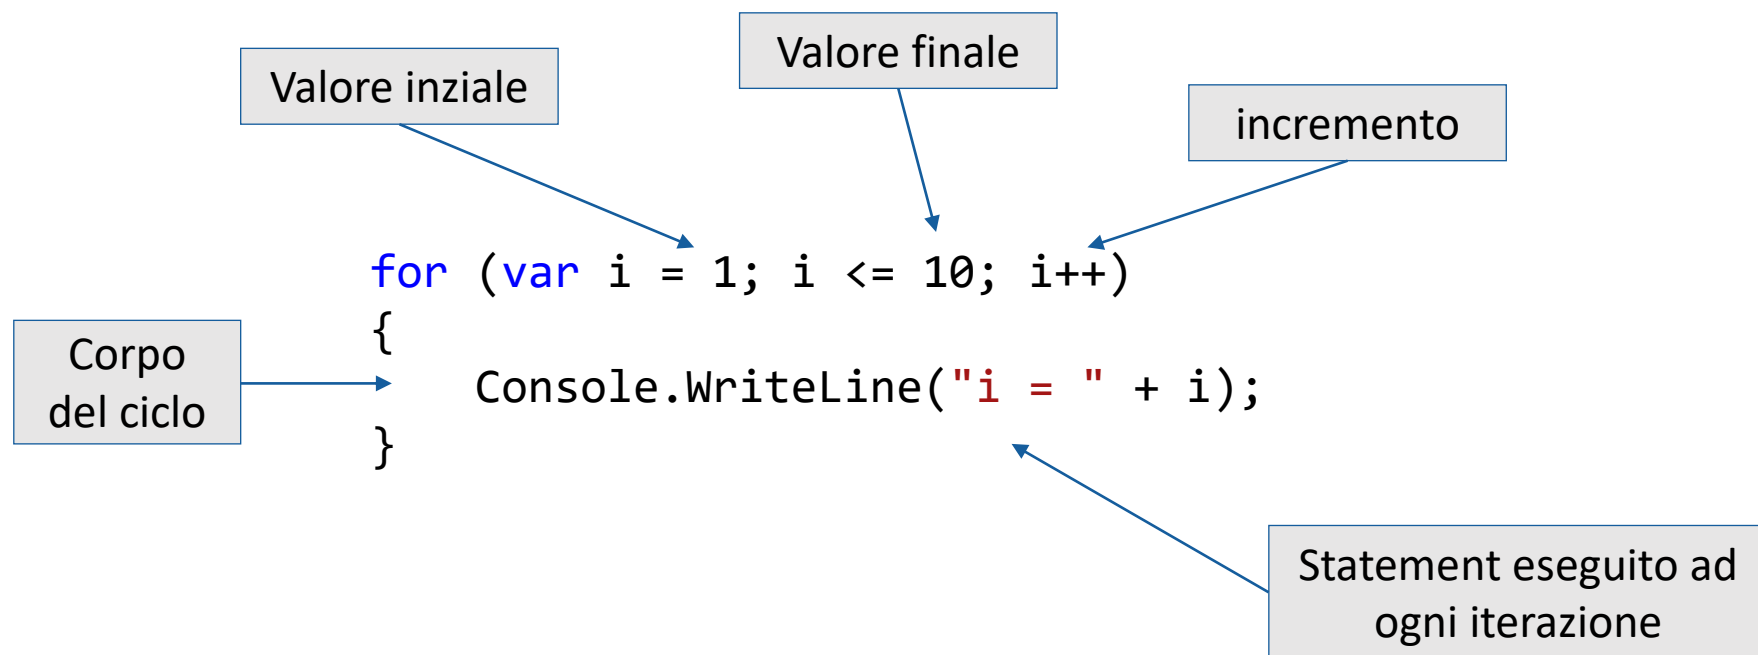 Valore finale
Valore inziale
incremento
for (var i = 1; i <= 10; i++)
{
Corpo
del ciclo
Console.WriteLine("i = " + i);
}
Statement eseguito ad
ogni iterazione